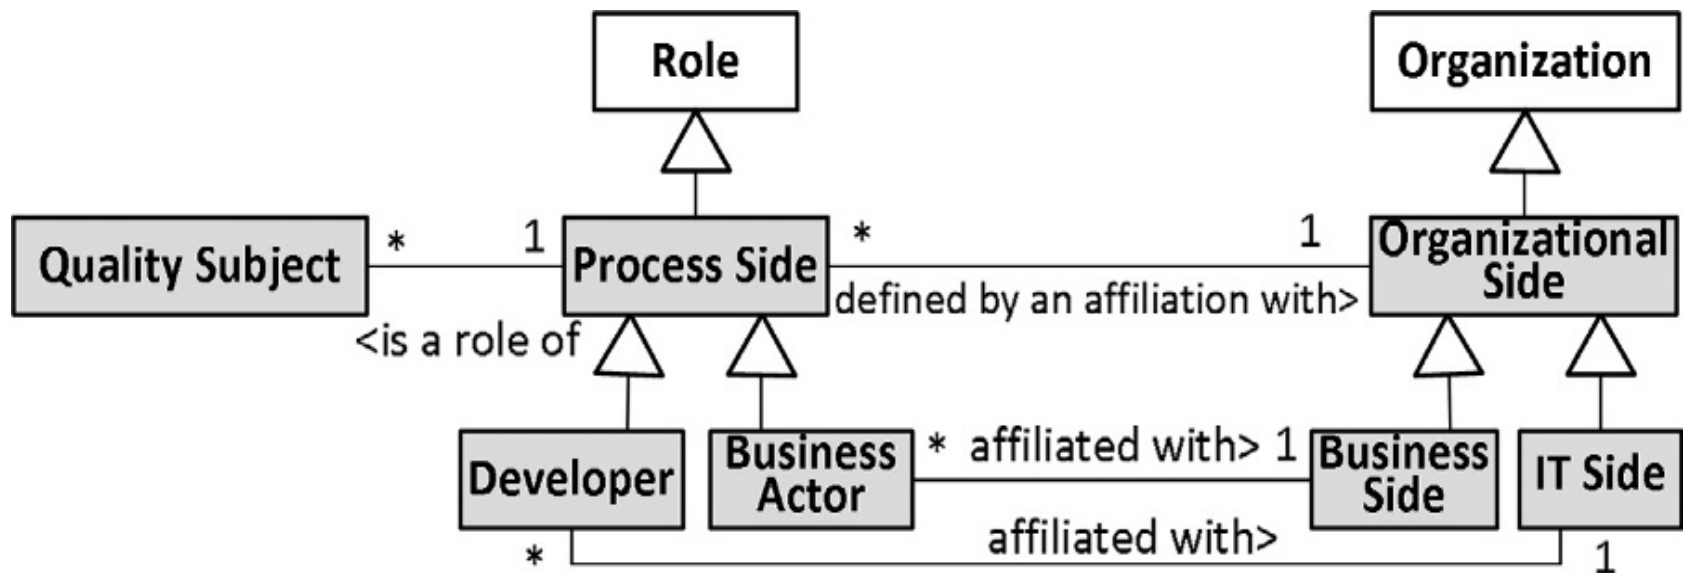 Role
Organization
Quality Subject
*
1
Process Side
*
1
Organizational
Side
<is a role of
defined by an affiliation with>
Developer
Business
Actor
* affiliated with> 1
Business
Side
IT Side
*
affiliated with>
1